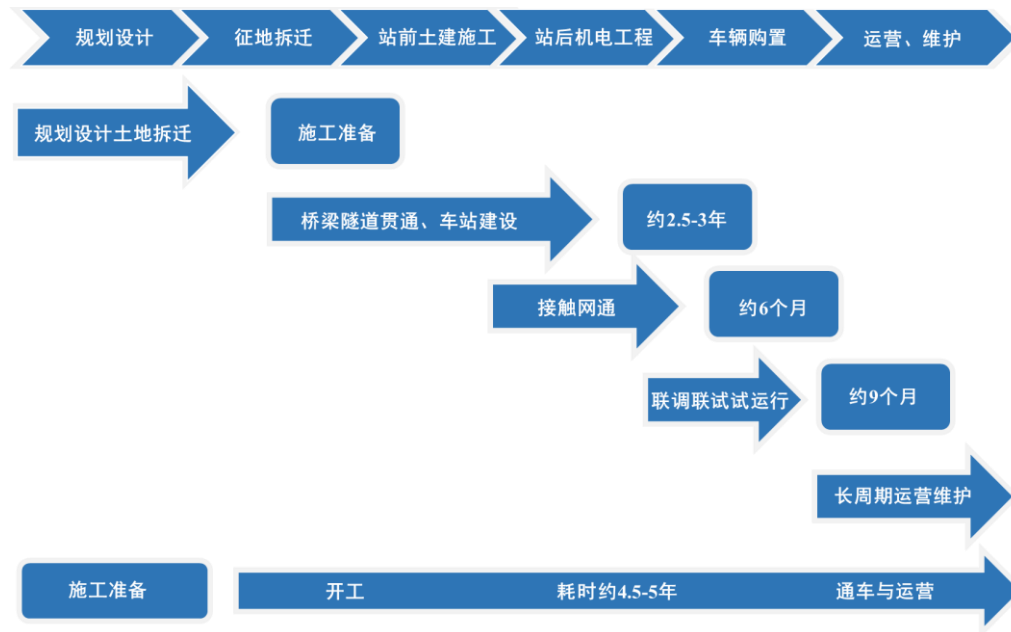 规划设计
征地拆迁
站前土建施工
站后机电工程
车辆购置
运营、维护
规划设计土地拆迁
施工准备
桥梁隧道贯通、车站建设
约2.5-3年
接触网通
约6个月
联调联试试运行
约9个月
长周期运营维护
施工准备
开工
耗时约4.5-5年
通车与运营